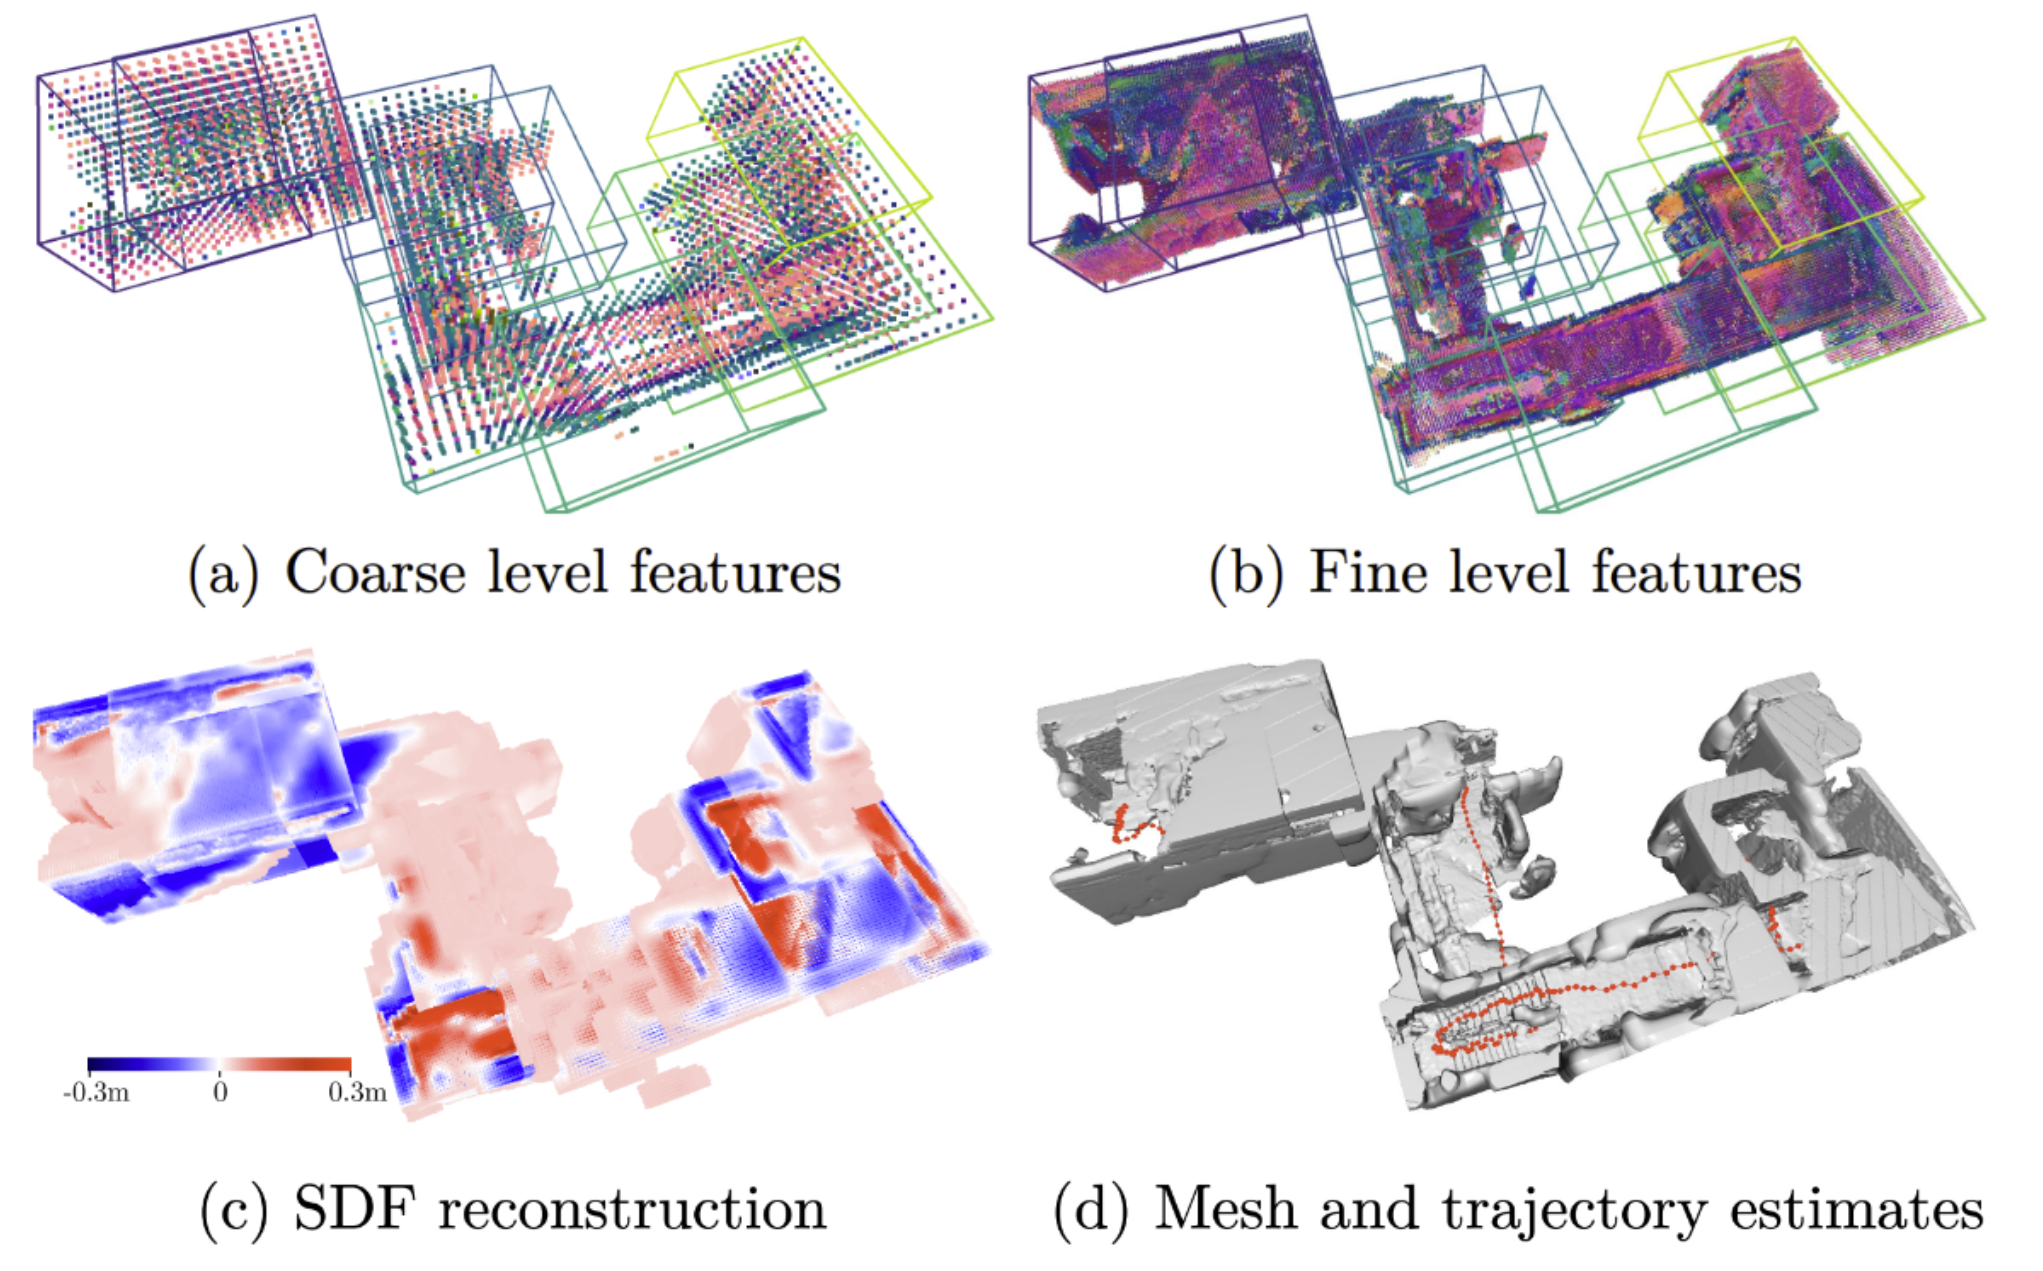 (a) Coarse level features
(b) Fine level features
-0.3m 0 0.3m
(c) SDF reconstruction
(d) Mesh and trajectory estimates